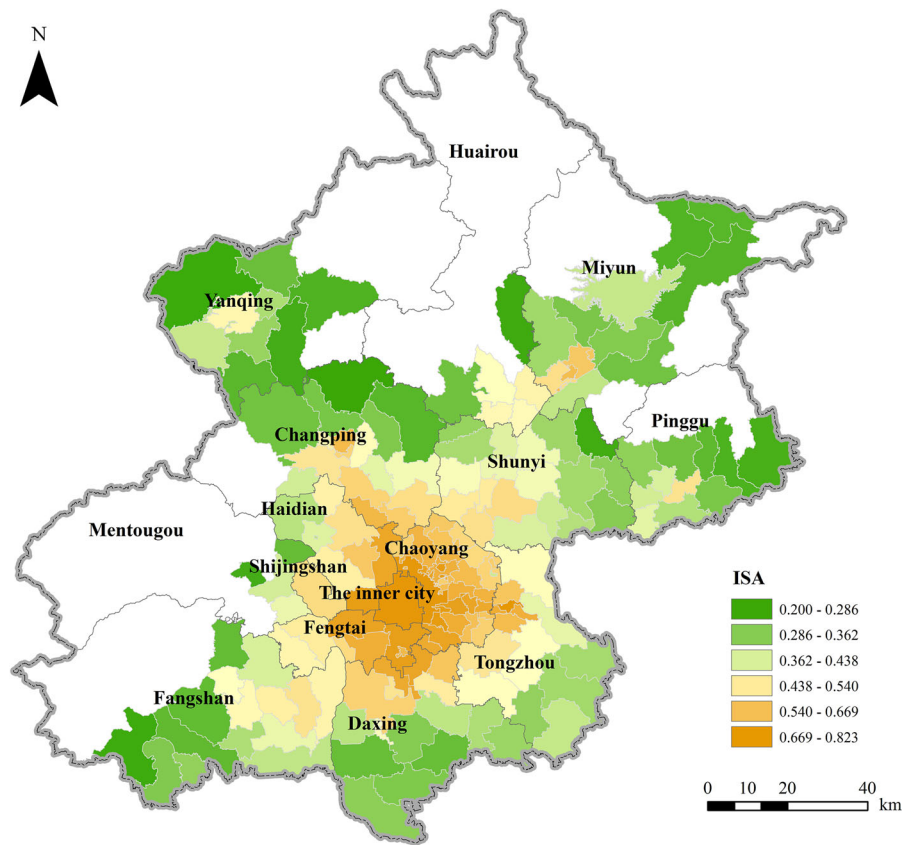 N
Huairou
Miyun
Yanqing
Pinggu
Changping
Shunyi
Haidian
Mentougou
Chaoyang
Shijingshan
The inner city
Fengtai
Tongzhou
Fangshan
Daxing
ISA
0.200 - 0.286
0.286 - 0.362
0.362 - 0.438
0.438 - 0.540
0.540 - 0.669
0.669 - 0.823
0 10 20 40
km